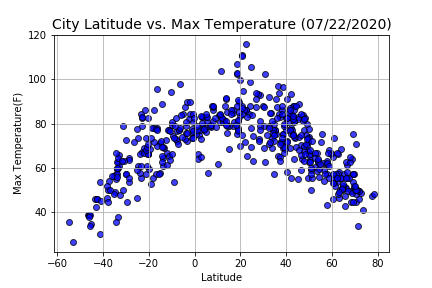 City Latitude vs. Max Temperature (07/22/2020)
120
100
80
60
40
Max Temperature(F)
−60 −40 −20 0 20 40 60 80
Latitude